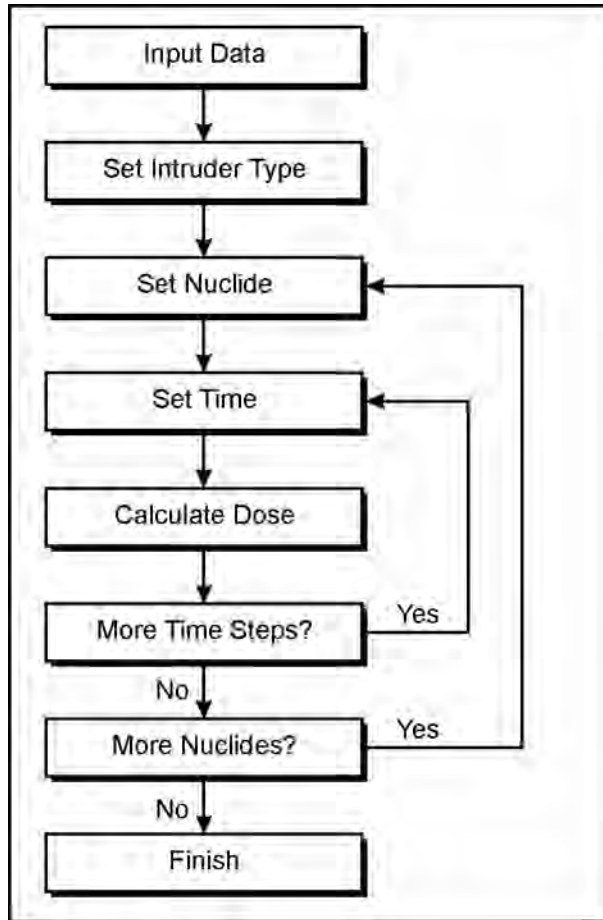 Input Data
Set Intruder Type
Set Nuclide
Set Time
Calculate Dose
More Time Steps?
Yes
No
More Nuclides?
Yes
No
Finish